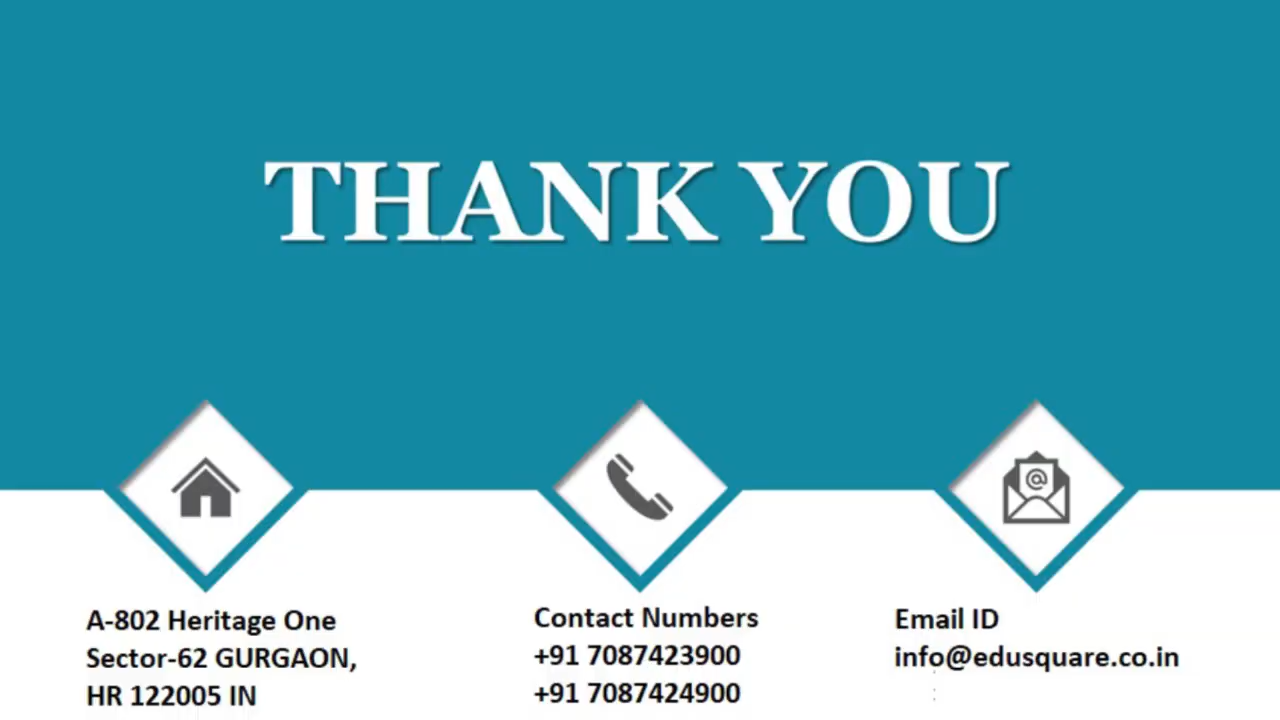 THANK YOU
A-802 Heritage One
Sector-62 GURGAON,
HR 122005 IN
Contact Numbers
+91 7087423900
+91 7087424900
Email ID
info@edusquare.co.in